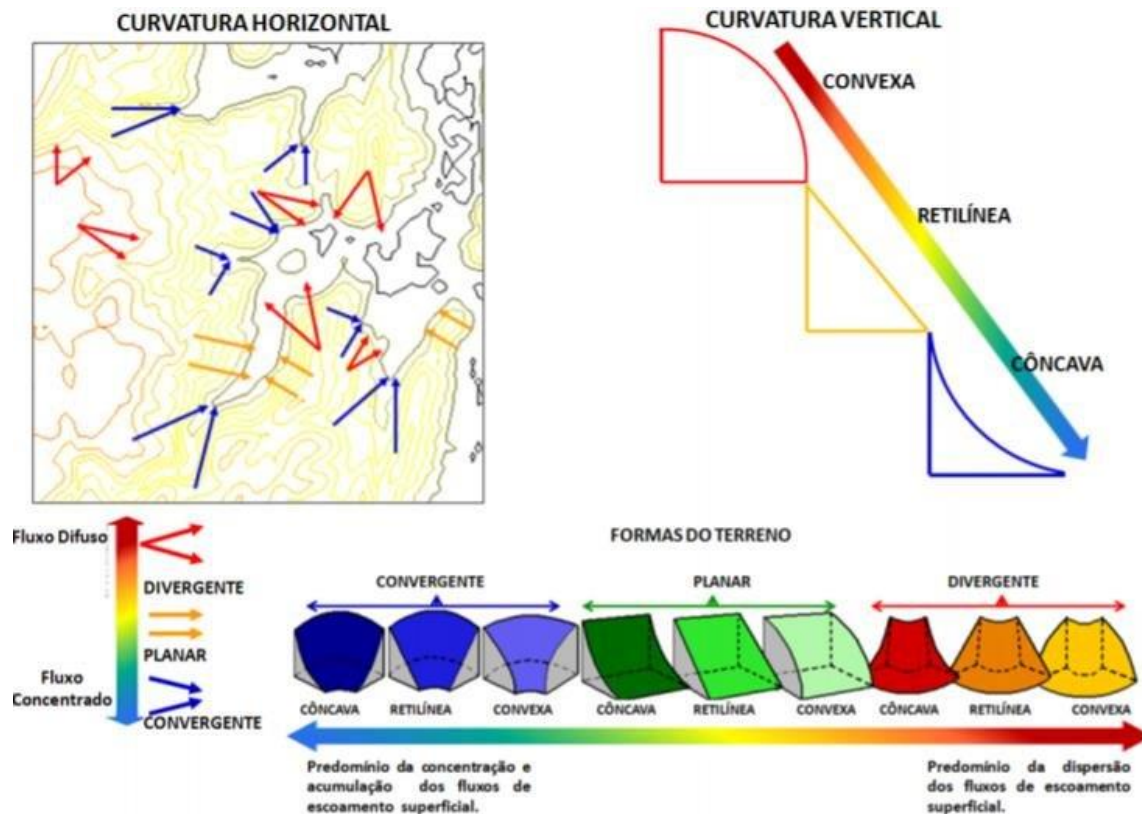 CURVATURA HORIZONTAL
CURVATURA VERTICAL
CONVEXA
RETILÍNEA
CÔNCAVA
Fluxo Difuso
DIVERGENTE
PLANAR
Fluxo
Concentrado
CONVERGENTE
FORMAS DO TERRENO
CONVERGENTE
PLANAR
DIVERGENTE
CÔNCAVA
RETILÍNEA
CONVEXA
CÔNCAVA
RETILÍNEA
CONVEXA
CÔNCAVA
RETILÍNEA
CONVEXA
Predomínio da concentração e
acumulação dos fluxos de
escoamento superficial.
Predomínio da dispersão
dos fluxos de escoamento
superficial.